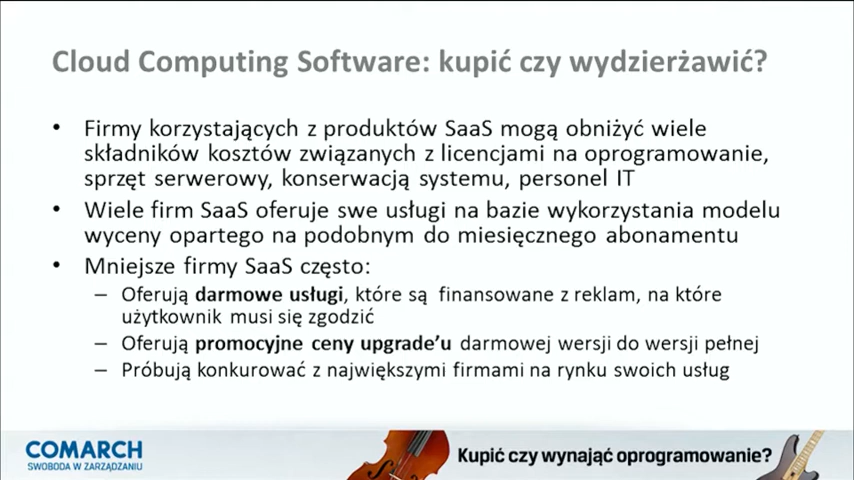 Cloud Computing Software: kupić czy wydzierżawić?
• Firmy korzystających z produktów SaaS mogą obniżyć wiele
składników kosztów związanych z licencjami na oprogramowanie,
sprzęt serwerowy, konserwacją systemu, personel IT
• Wiele firm SaaS oferuje swe usługi na bazie wykorzystania modelu
wyceny opartego na podobnym do miesięcznego abonamentu
• Mniejsze firmy SaaS często:
– Oferują darmowe usługi, które są finansowane z reklam, na które
użytkownik musi się zgodzić
– Oferują promocyjne ceny upgrade'u darmowej wersji do wersji pełnej
– Próbują konkurować z największymi firmami na rynku swoich usług
COMARCH
SWOBODA W ZARZĄDZANIU
Kupić czy wynająć oprogramowanie?